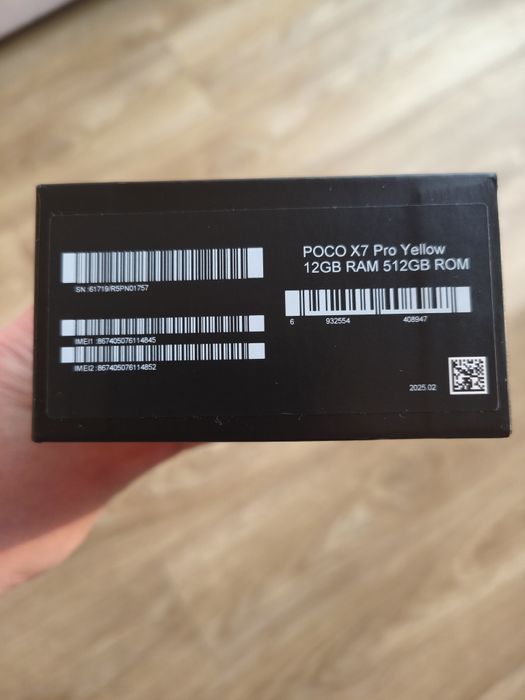 POCO X7 Pro Yellow
12GB RAM 512GB ROM
SN :61719/R5PN01757
6 932554 408947
IMEI1 :867405076114845
IMEI2 :867405076114852
2025.02